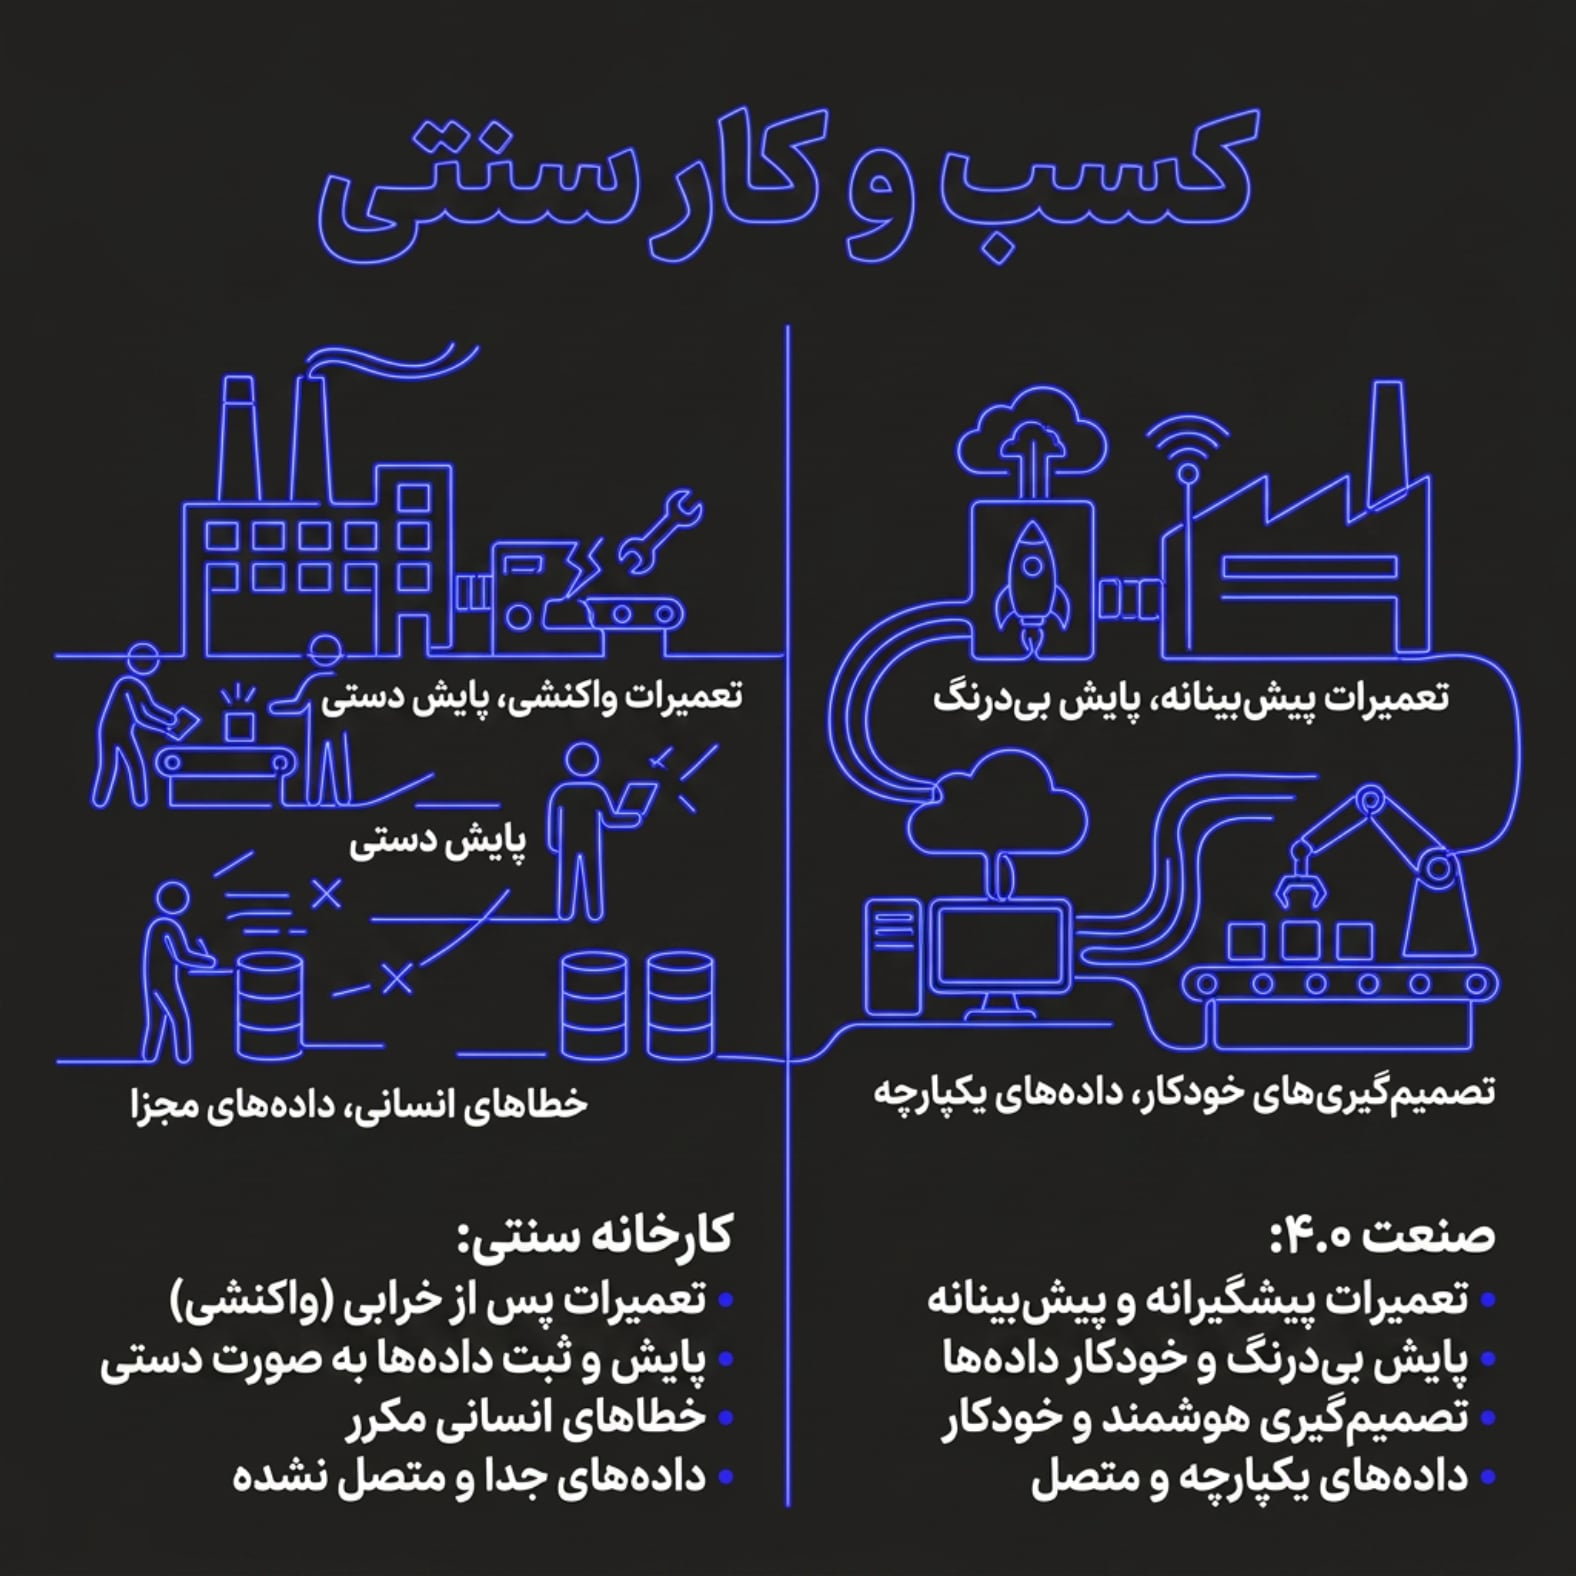 کسب و کار سنتی
تعمیرات پیش‌بینانه، پایش بی‌درنگ
تصمیم‌گیری‌های خودکار، داده‌های یکپارچه
صنعت ۴.۰:
• تعمیرات پیشگیرانه و پیش‌بینانه
• پایش بی‌درنگ و خودکار داده‌ها
• تصمیم‌گیری هوشمند و خودکار
• داده‌های یکپارچه و متصل
تعمیرات واکنشی، پایش دستی
پایش دستی
خطاهای انسانی، داده‌های مجزا
کارخانه سنتی:
• تعمیرات پس از خرابی (واکنشی)
• پایش و ثبت داده‌ها به صورت دستی
• خطاهای انسانی مکرر
• داده‌های جدا و متصل نشده